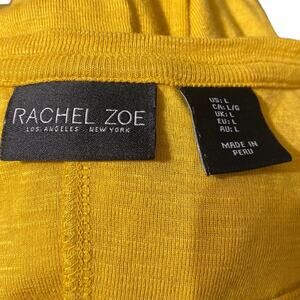 RACHEL ZOE
LOS ANGELES NEW YORK
US: L
CA: L/G
UK: L
EU: L
AU: L
MADE IN
PERU